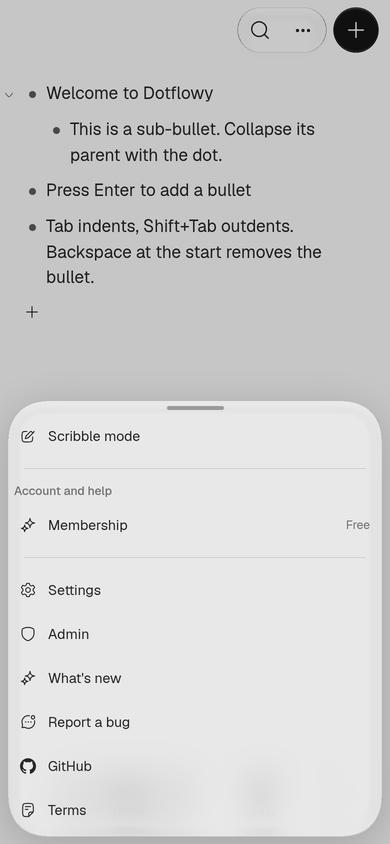 Welcome to Dotflowy
This is a sub-bullet. Collapse its
parent with the dot.
Press Enter to add a bullet
Tab indents, Shift+Tab outdents.
Backspace at the start removes the
bullet.
Scribble mode
Account and help
Membership Free
Settings
Admin
What's new
Report a bug
GitHub
Terms